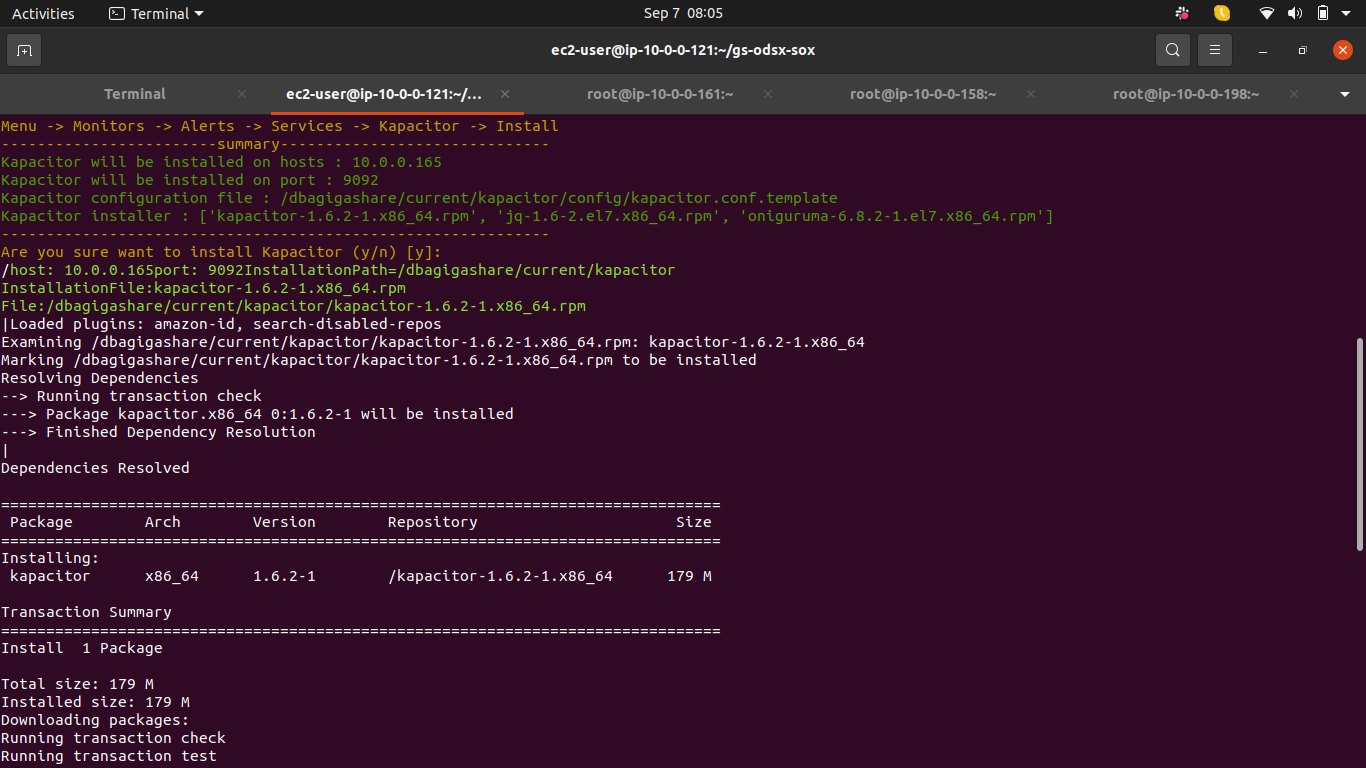 Activities Terminal Sep 7 08:05
ec2-user@ip-10-0-0-121:~/gs-odsx-sox
Terminal × ec2-user@ip-10-0-0-121:~/... × root@ip-10-0-0-161:~ × root@ip-10-0-0-158:~ × root@ip-10-0-0-198:~ ×
Menu -> Monitors -> Alerts -> Services -> Kapacitor -> Install
------------------------summary------------------------------
Kapacitor will be installed on hosts : 10.0.0.165
Kapacitor will be installed on port : 9092
Kapacitor configuration file : /dbagigashare/current/kapacitor/config/kapacitor.conf.template
Kapacitor installer : ['kapacitor-1.6.2-1.x86_64.rpm', 'jq-1.6-2.el7.x86_64.rpm', 'oniguruma-6.8.2-1.el7.x86_64.rpm']
-------------------------------------------------------------
Are you sure want to install Kapacitor (y/n) [y]:
/host: 10.0.0.165port: 9092InstallationPath=/dbagigashare/current/kapacitor
InstallationFile:kapacitor-1.6.2-1.x86_64.rpm
File:/dbagigashare/current/kapacitor/kapacitor-1.6.2-1.x86_64.rpm
|Loaded plugins: amazon-id, search-disabled-repos
Examining /dbagigashare/current/kapacitor/kapacitor-1.6.2-1.x86_64.rpm: kapacitor-1.6.2-1.x86_64
Marking /dbagigashare/current/kapacitor/kapacitor-1.6.2-1.x86_64.rpm to be installed
Resolving Dependencies
--> Running transaction check
---> Package kapacitor.x86_64 0:1.6.2-1 will be installed
---> Finished Dependency Resolution
|
Dependencies Resolved
================================================================================
Package Arch Version Repository Size
================================================================================
Installing:
kapacitor x86_64 1.6.2-1 /kapacitor-1.6.2-1.x86_64 179 M
Transaction Summary
================================================================================
Install 1 Package
Total size: 179 M
Installed size: 179 M
Downloading packages:
Running transaction check
Running transaction test